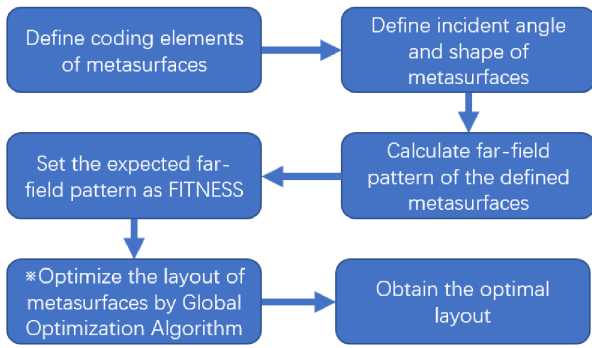 Define coding elements
of metasurfaces
Define incident angle
and shape of
metasurfaces
Calculate far-field
pattern of the defined
metasurfaces
Set the expected far-
field pattern as FITNESS
※Optimize the layout of
metasurfaces by Global
Optimization Algorithm
Obtain the optimal
layout